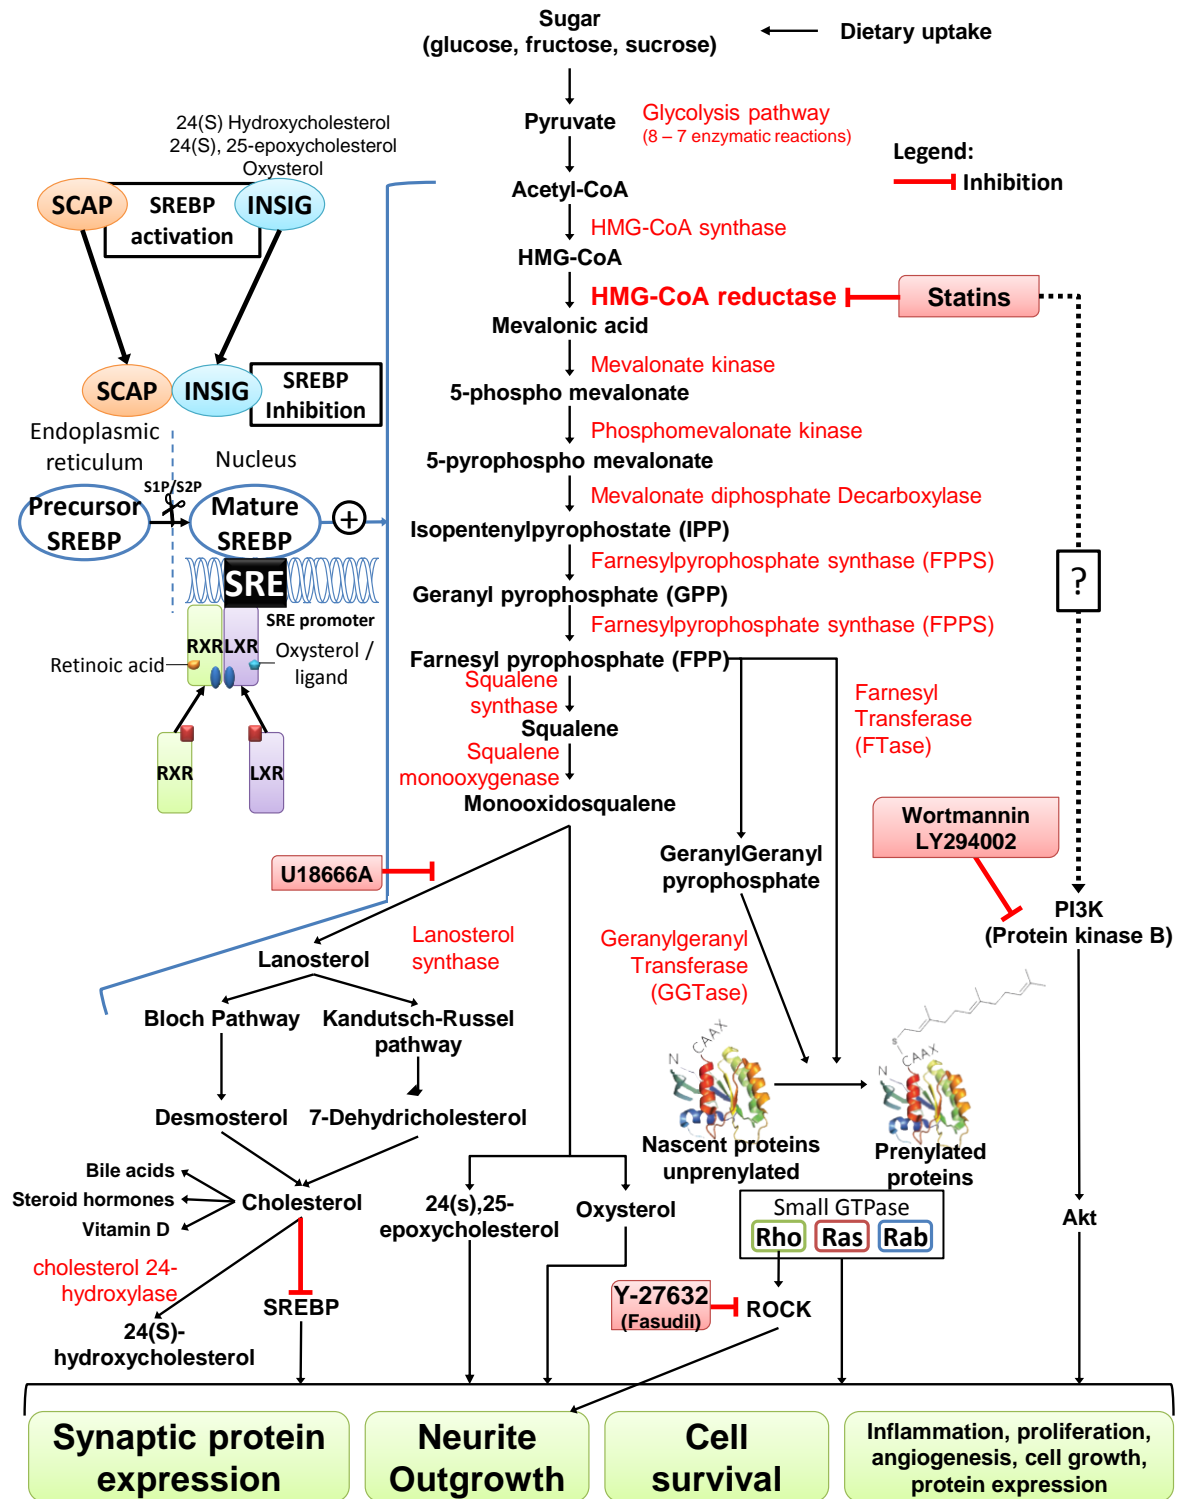 Sugar
(glucose, fructose, sucrose)
Dietary uptake
Pyruvate
Glycolysis pathway
(8 – 7 enzymatic reactions)
24(S) Hydroxycholesterol
24(S), 25-epoxycholesterol
Oxysterol
Legend:
Inhibition
SCAP
SREBP
activation
INSIG
Acetyl-CoA
HMG-CoA synthase
HMG-CoA
HMG-CoA reductase
Statins
Mevalonic acid
Mevalonate kinase
SCAP
INSIG
SREBP
Inhibition
5-phospho mevalonate
Phosphomevalonate kinase
Endoplasmic
reticulum
Nucleus
5-pyrophospho mevalonate
S1P/S2P
Mevalonate diphosphate Decarboxylase
Precursor
SREBP
Mature
SREBP
+
Isopentenylpyrophostate (IPP)
Farnesylpyrophosphate synthase (FPPS)
SRE
?
Geranyl pyrophosphate (GPP)
SRE promoter
Farnesylpyrophosphate synthase (FPPS)
RXR
LXR
Retinoic acid
Oxysterol /
ligand
Farnesyl pyrophosphate (FPP)
Squalene
synthase
Farnesyl
Transferase
(FTase)
Squalene
Squalene
monooxygenase
RXR
LXR
Monooxidosqualene
Wortmannin
LY294002
U18666A
GeranylGeranyl
pyrophosphate
PI3K
(Protein kinase B)
Lanosterol
synthase
Lanosterol
Geranylgeranyl
Transferase
(GGTase)
Bloch Pathway
Kandutsch-Russel
pathway
N
CAAX
S
N
CAAX
Desmosterol
7-Dehydricholesterol
Nascent proteins
unprenylated
Prenylated
proteins
Bile acids
Steroid hormones
Vitamin D
Cholesterol
24(s),25-
epoxycholesterol
Oxysterol
Small GTPase
Rho
Ras
Rab
Akt
cholesterol 24-
hydroxylase
SREBP
Y-27632
(Fasudil)
ROCK
24(S)-
hydroxycholesterol
Synaptic protein
expression
Neurite
Outgrowth
Cell
survival
Inflammation, proliferation,
angiogenesis, cell growth,
protein expression